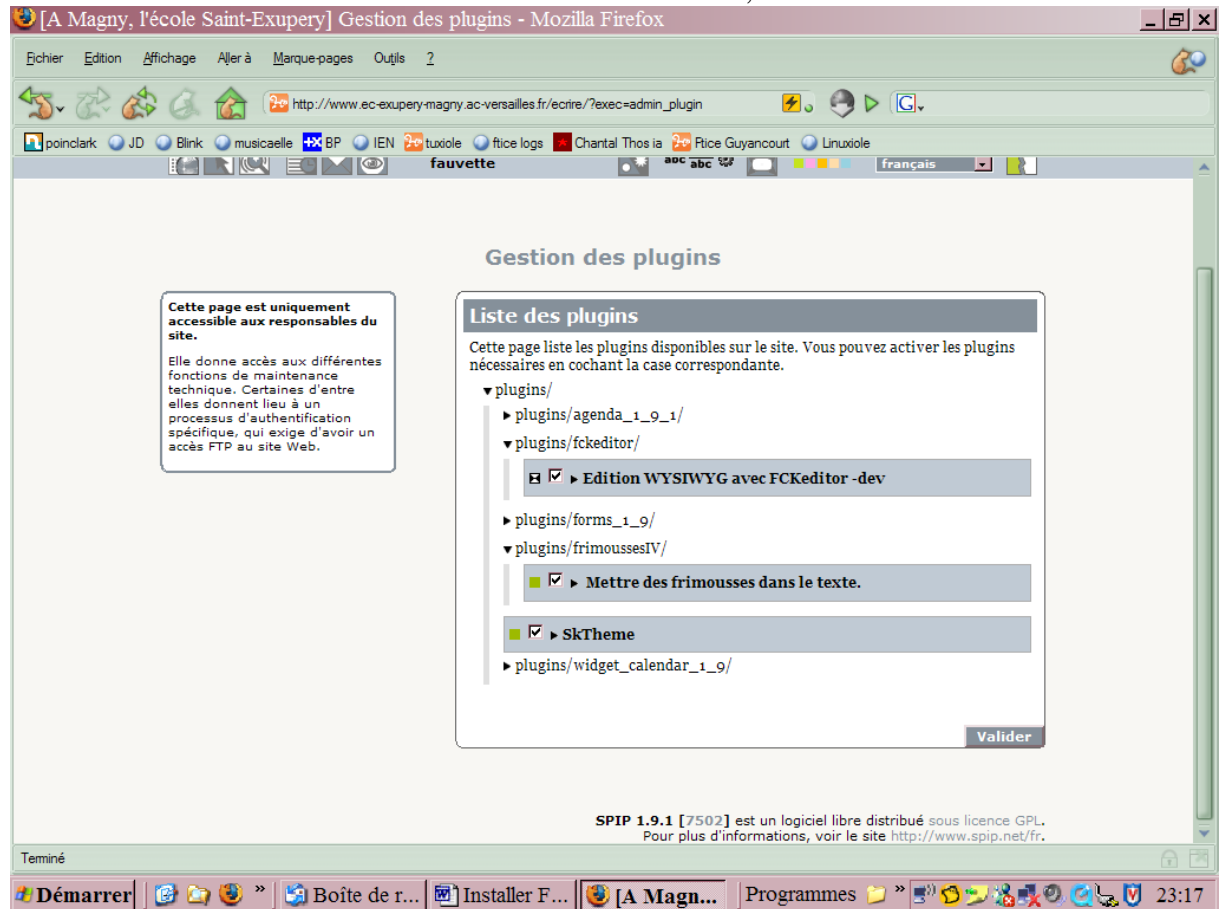 [A Magny, l'école Saint-Exupery] Gestion des plugins - Mozilla Firefox
Fichier Edition Affichage Aller à Marque-pages Outils ?
http://www.ec-exupery-magny.ac-versailles.fr/ecrire/?exec=admin_plugin
poinclark JD Blink musicaelle BP IEN tuxiole ftice logs Chantal Thos ia Ptice Guyancourt Linuxiole
fauvette abc abc français
Gestion des plugins
Cette page est uniquement
accessible aux responsables du
site.
Elle donne accès aux différentes
fonctions de maintenance
technique. Certaines d'entre
elles donnent lieu à un
processus d'authentification
spécifique, qui exige d'avoir un
accès FTP au site Web.
Liste des plugins
Cette page liste les plugins disponibles sur le site. Vous pouvez activer les plugins
nécessaires en cochant la case correspondante.
plugins/
plugins/agenda_1_9_1/
plugins/fckeditor/
Edition WYSIWYG avec FCKeditor -dev
plugins/forms_1_9/
plugins/frimoussesIV/
Mettre des frimousses dans le texte.
SkTheme
plugins/widget_calendar_1_9/
Valider
SPIP 1.9.1 [7502] est un logiciel libre distribué sous licence GPL.
Pour plus d'informations, voir le site http://www.spip.net/fr.
Terminé
Démarrer » Boîte de r... Installer F... [A Magn... Programmes » 23:17